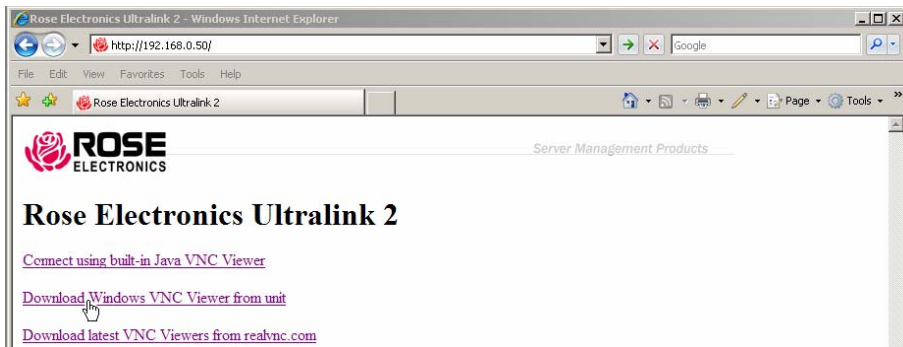 Rose Electronics Ultralink 2 - Windows Internet Explorer
http://192.168.0.50/
Google
File Edit View Favorites Tools Help
Rose Electronics Ultralink 2
Page Tools »
ROSE
ELECTRONICS
Server Management Products
Rose Electronics Ultralink 2
Connect using built-in Java VNC Viewer
Download Windows VNC Viewer from unit
Download latest VNC Viewers from realvnc.com